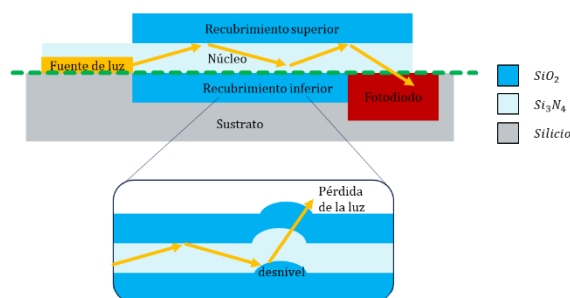 Recubrimiento superior
Núcleo
Fuente de luz
Recubrimiento inferior
Fotodiodo
Sustrato
SiO₂
Si₃N₄
Silicio
Pérdida
de la luz
desnivel